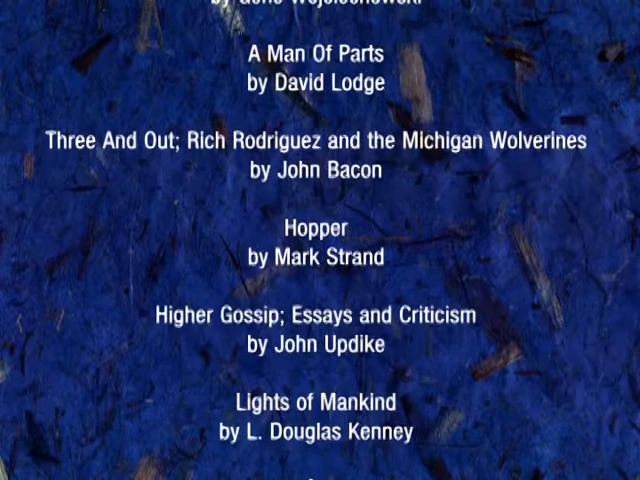 A Man Of Parts
by David Lodge
Three And Out; Rich Rodriguez and the Michigan Wolverines
by John Bacon
Hopper
by Mark Strand
Higher Gossip; Essays and Criticism
by John Updike
Lights of Mankind
by L. Douglas Kenney